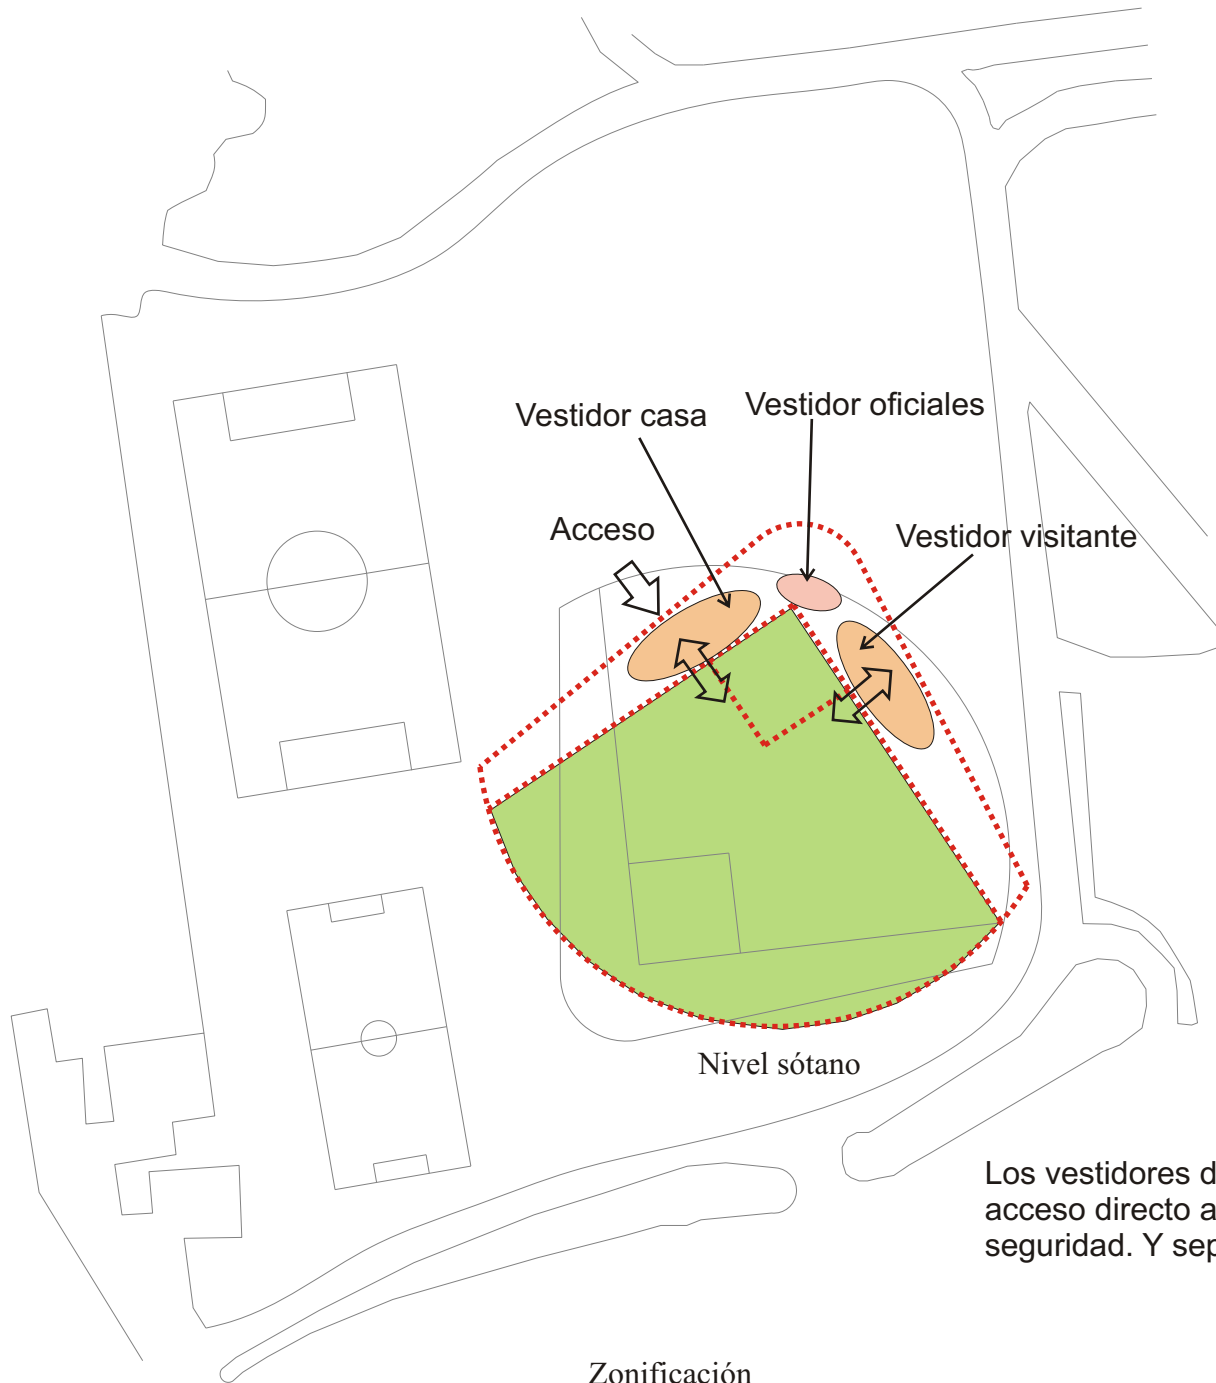 Vestidor casa
Vestidor oficiales
Acceso
Vestidor visitante
Nivel sótano
Los vestidores d
acceso directo a
seguridad. Y sep
Zonificación